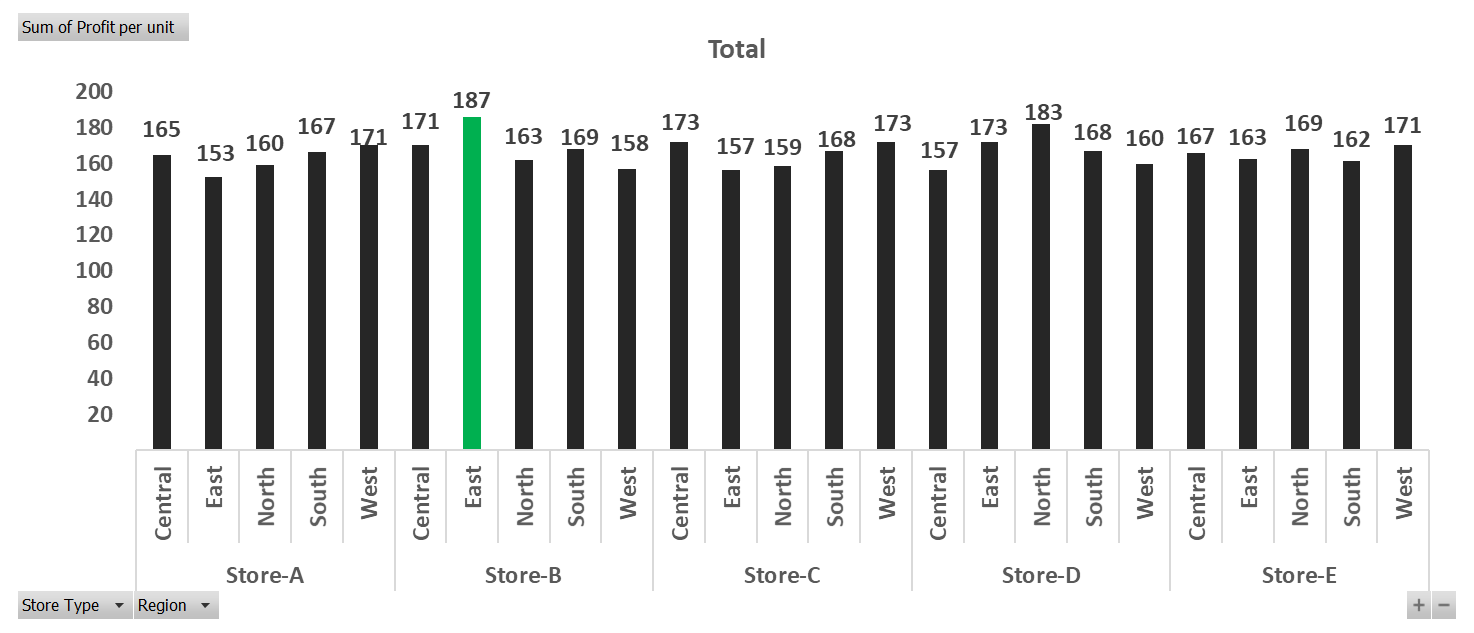 Sum of Profit per unit
Total
200
180
160
140
120
100
80
60
40
20
165 153 160 167 171 171 187 163 169 158 173 157 159 168 173 157 173 183 168 160 167 163 169 162 171
Central East North South West Central East North South West Central East North South West Central East North South West Central East North South West
Store-A Store-B Store-C Store-D Store-E
Store Type Region + −